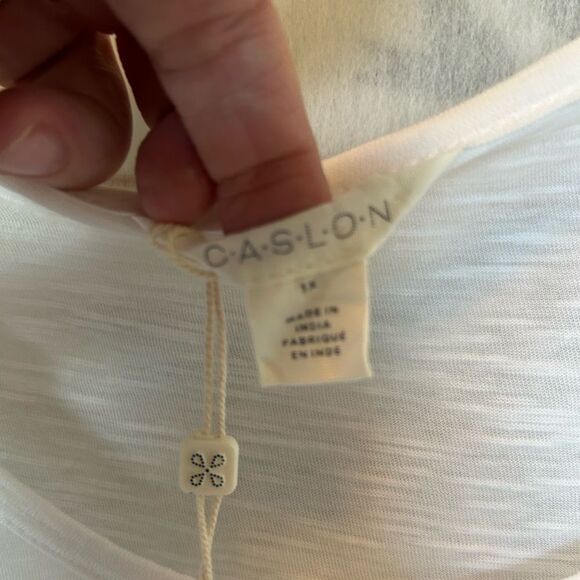 C·A·S·L·O·N
1X
MADE IN
INDIA
FABRIQUÉ
EN INDE